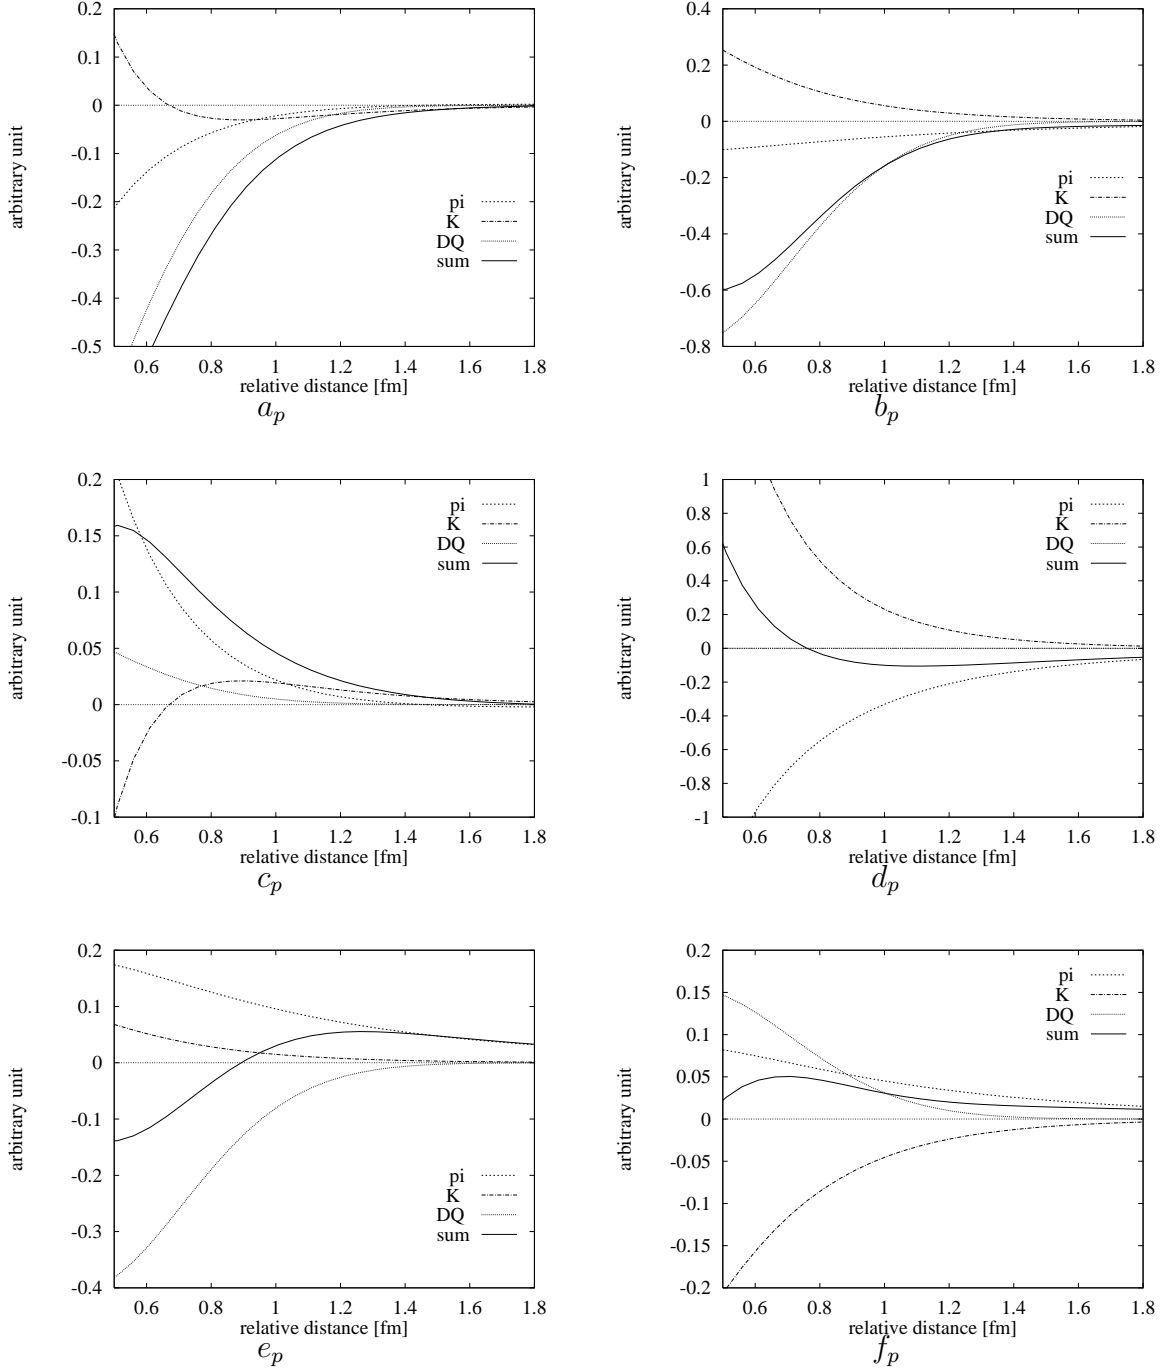 0.2
0.1
0
-0.1
-0.2
-0.3
-0.4
-0.5
arbitrary unit
pi
K
DQ
sum
0.6 0.8 1 1.2 1.4 1.6 1.8
relative distance [fm]
a_p
0.4
0.2
0
-0.2
-0.4
-0.6
-0.8
arbitrary unit
pi
K
DQ
sum
0.6 0.8 1 1.2 1.4 1.6 1.8
relative distance [fm]
b_p
0.2
0.15
0.1
0.05
0
-0.05
-0.1
arbitrary unit
pi
K
DQ
sum
0.6 0.8 1 1.2 1.4 1.6 1.8
relative distance [fm]
c_p
1
0.8
0.6
0.4
0.2
0
-0.2
-0.4
-0.6
-0.8
-1
arbitrary unit
pi
K
DQ
sum
0.6 0.8 1 1.2 1.4 1.6 1.8
relative distance [fm]
d_p
0.2
0.1
0
-0.1
-0.2
-0.3
-0.4
arbitrary unit
pi
K
DQ
sum
0.6 0.8 1 1.2 1.4 1.6 1.8
relative distance [fm]
e_p
0.2
0.15
0.1
0.05
0
-0.05
-0.1
-0.15
-0.2
arbitrary unit
pi
K
DQ
sum
0.6 0.8 1 1.2 1.4 1.6 1.8
relative distance [fm]
f_p